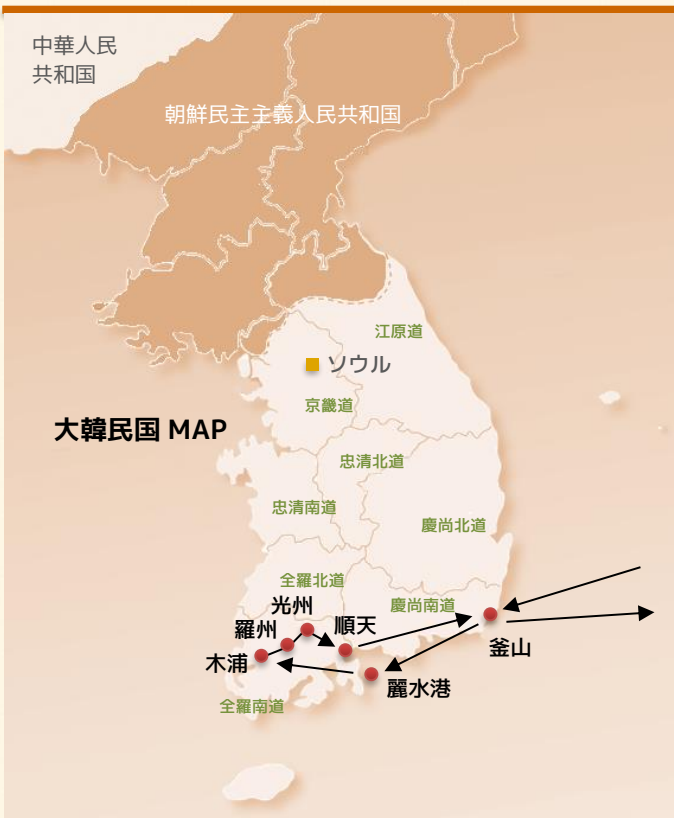 中華人民
共和国
朝鮮民主主義人民共和国
江原道
ソウル
京畿道
大韓民国 MAP
忠清北道
忠清南道
慶尚北道
全羅北道
慶尚南道
光州
順天
羅州
釜山
木浦
麗水港
全羅南道